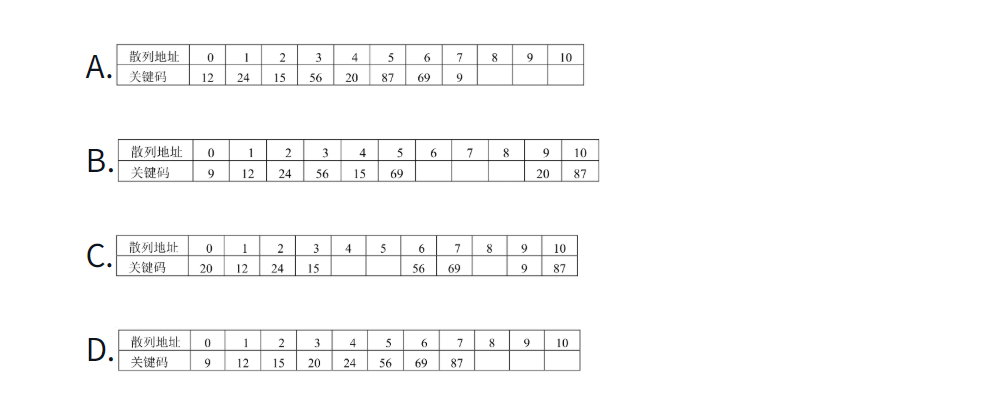 A. 散列地址 0 1 2 3 4 5 6 7 8 9 10
关键码 12 24 15 56 20 87 69 9
B. 散列地址 0 1 2 3 4 5 6 7 8 9 10
关键码 9 12 24 56 15 69 20 87
C. 散列地址 0 1 2 3 4 5 6 7 8 9 10
关键码 20 12 24 15 56 69 9 87
D. 散列地址 0 1 2 3 4 5 6 7 8 9 10
关键码 9 12 15 20 24 56 69 87